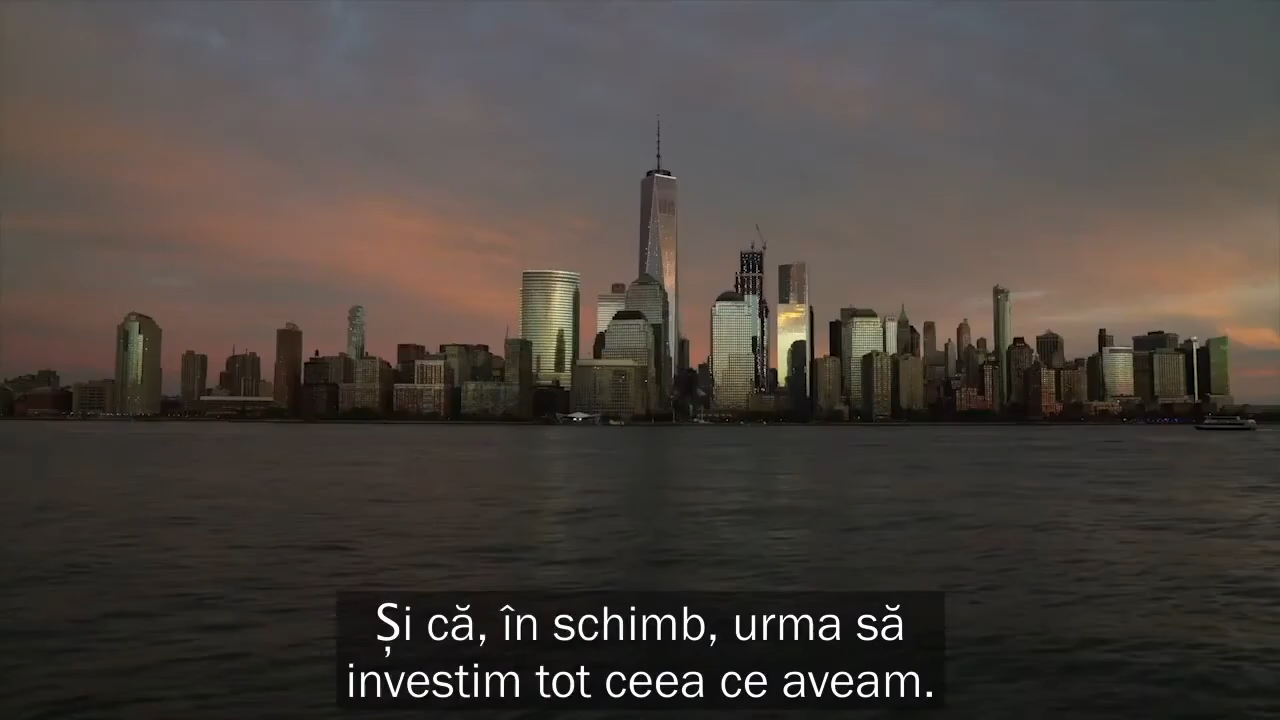 Și că, în schimb, urma să
investim tot ceea ce aveam.